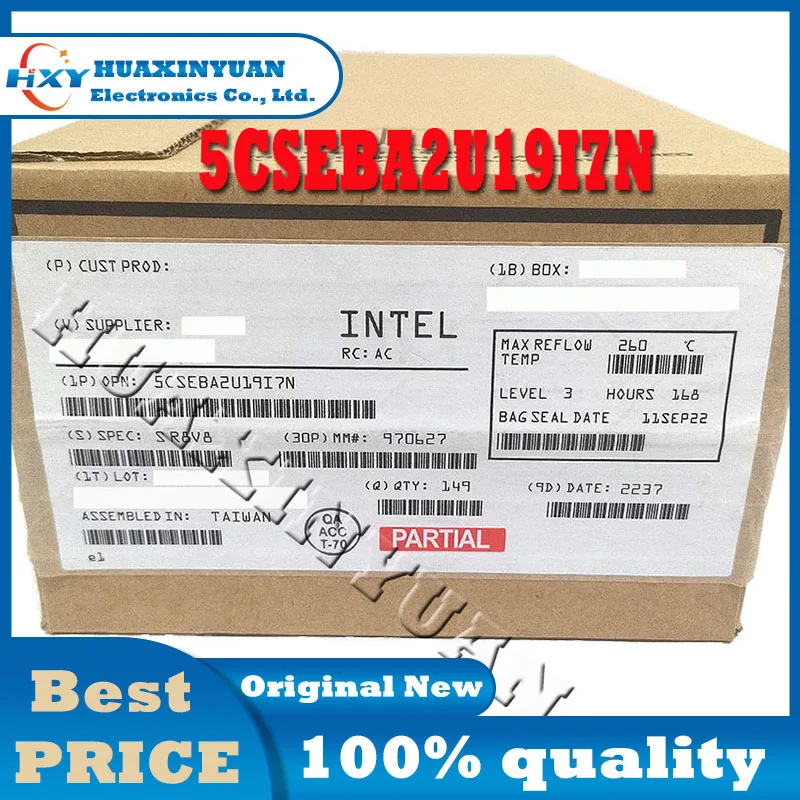 HXY HUAXINYUAN
Electronics Co., Ltd.
5CSEBA2U19I7N
(P) CUST PROD:
(1B) BOX:
(V) SUPPLIER:
INTEL
RC: AC
MAX REFLOW 260 ℃
TEMP
LEVEL 3 HOURS 168
BAG SEAL DATE 11SEP22
(1P) OPN: 5CSEBA2U19I7N
(S) SPEC: S R8V8
(30P) MM#: 970627
(1T) LOT:
(Q) QTY: 149
(9D) DATE: 2237
ASSEMBLED IN: TAIWAN
QA
ACC
T-70
PARTIAL
e1
HUAXINYUAN
Best
PRICE
Original New
100% quality